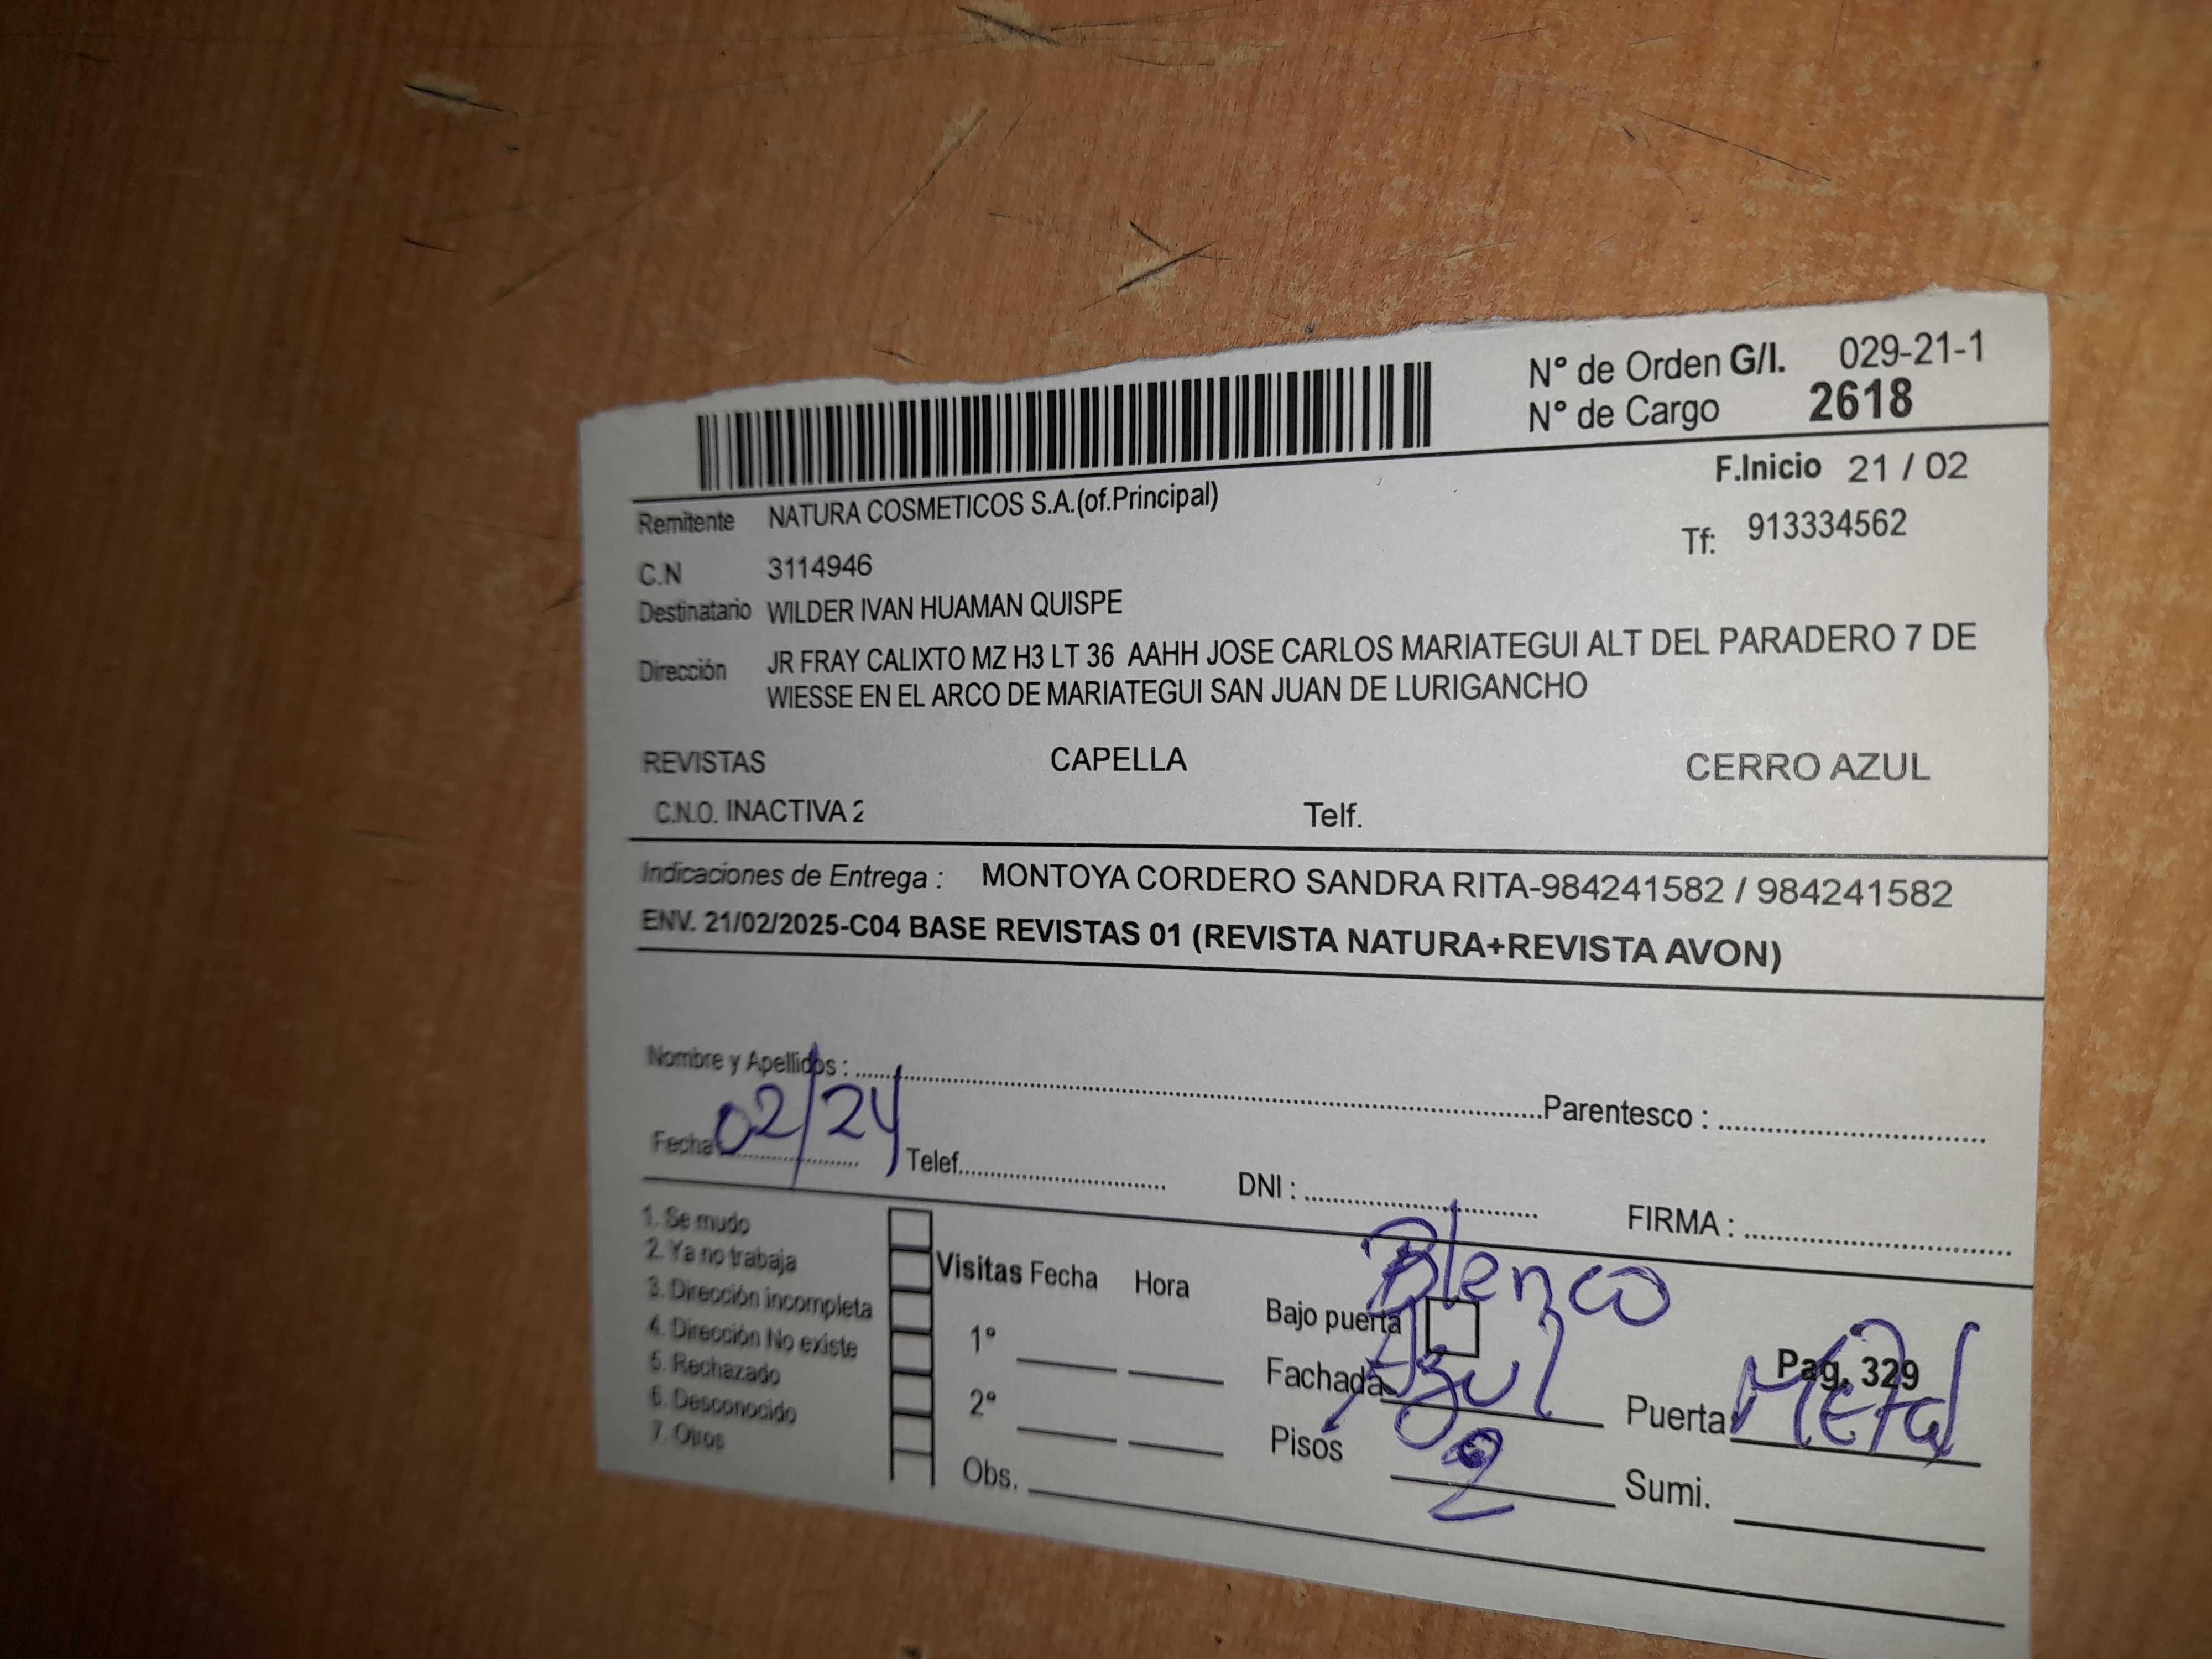 N° de Orden G/I. 029-21-1
N° de Cargo 2618
F.Inicio 21 / 02
Remitente NATURA COSMETICOS S.A.(of.Principal)
Tf: 913334562
C.N 3114946
Destinatario WILDER IVAN HUAMAN QUISPE
Dirección JR FRAY CALIXTO MZ H3 LT 36 AAHH JOSE CARLOS MARIATEGUI ALT DEL PARADERO 7 DE
WIESSE EN EL ARCO DE MARIATEGUI SAN JUAN DE LURIGANCHO
REVISTAS CAPELLA CERRO AZUL
C.N.O. INACTIVA 2 Telf.
Indicaciones de Entrega : MONTOYA CORDERO SANDRA RITA-984241582 / 984241582
ENV. 21/02/2025-C04 BASE REVISTAS 01 (REVISTA NATURA+REVISTA AVON)
Nombre y Apellidos : Parentesco :
Fecha 02/24 Telef. DNI : FIRMA :
1. Se mudo
2. Ya no trabaja
3. Dirección incompleta
4. Dirección No existe
5. Rechazado
6. Desconocido
7. Otros
Visitas Fecha Hora
1°
2°
Obs.
Blenco
Bajo puerta
Fachada Azul
Pisos 2
Pag. 329
Puerta Metal
Sumi.